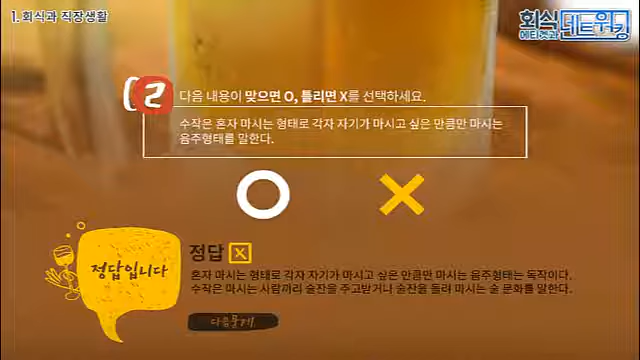 1. 회식과 직장생활
회식 네트워킹
에티켓과
2 다음 내용이 맞으면 O, 틀리면 X를 선택하세요.
수작은 혼자 마시는 형태로 각자 자기가 마시고 싶은 만큼만 마시는
음주형태를 말한다.
O X
정답입니다
정답 X
혼자 마시는 형태로 각자 자기가 마시고 싶은 만큼만 마시는 음주형태는 독작이다.
수작은 마시는 사람끼리 술잔을 주고받거나 술잔을 돌려 마시는 술 문화를 말한다.
다음문제